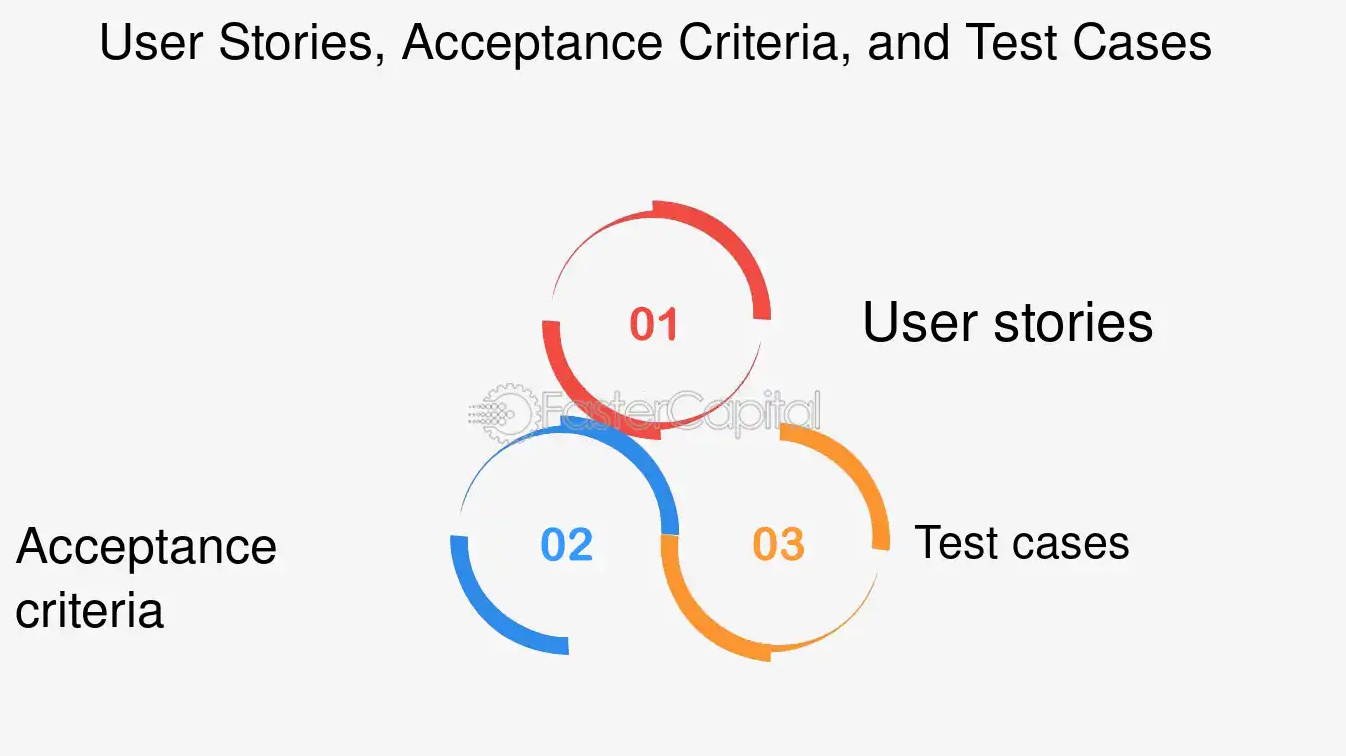 User Stories, Acceptance Criteria, and Test Cases
01
User stories
FasterCapital
02
03
Acceptance
criteria
Test cases